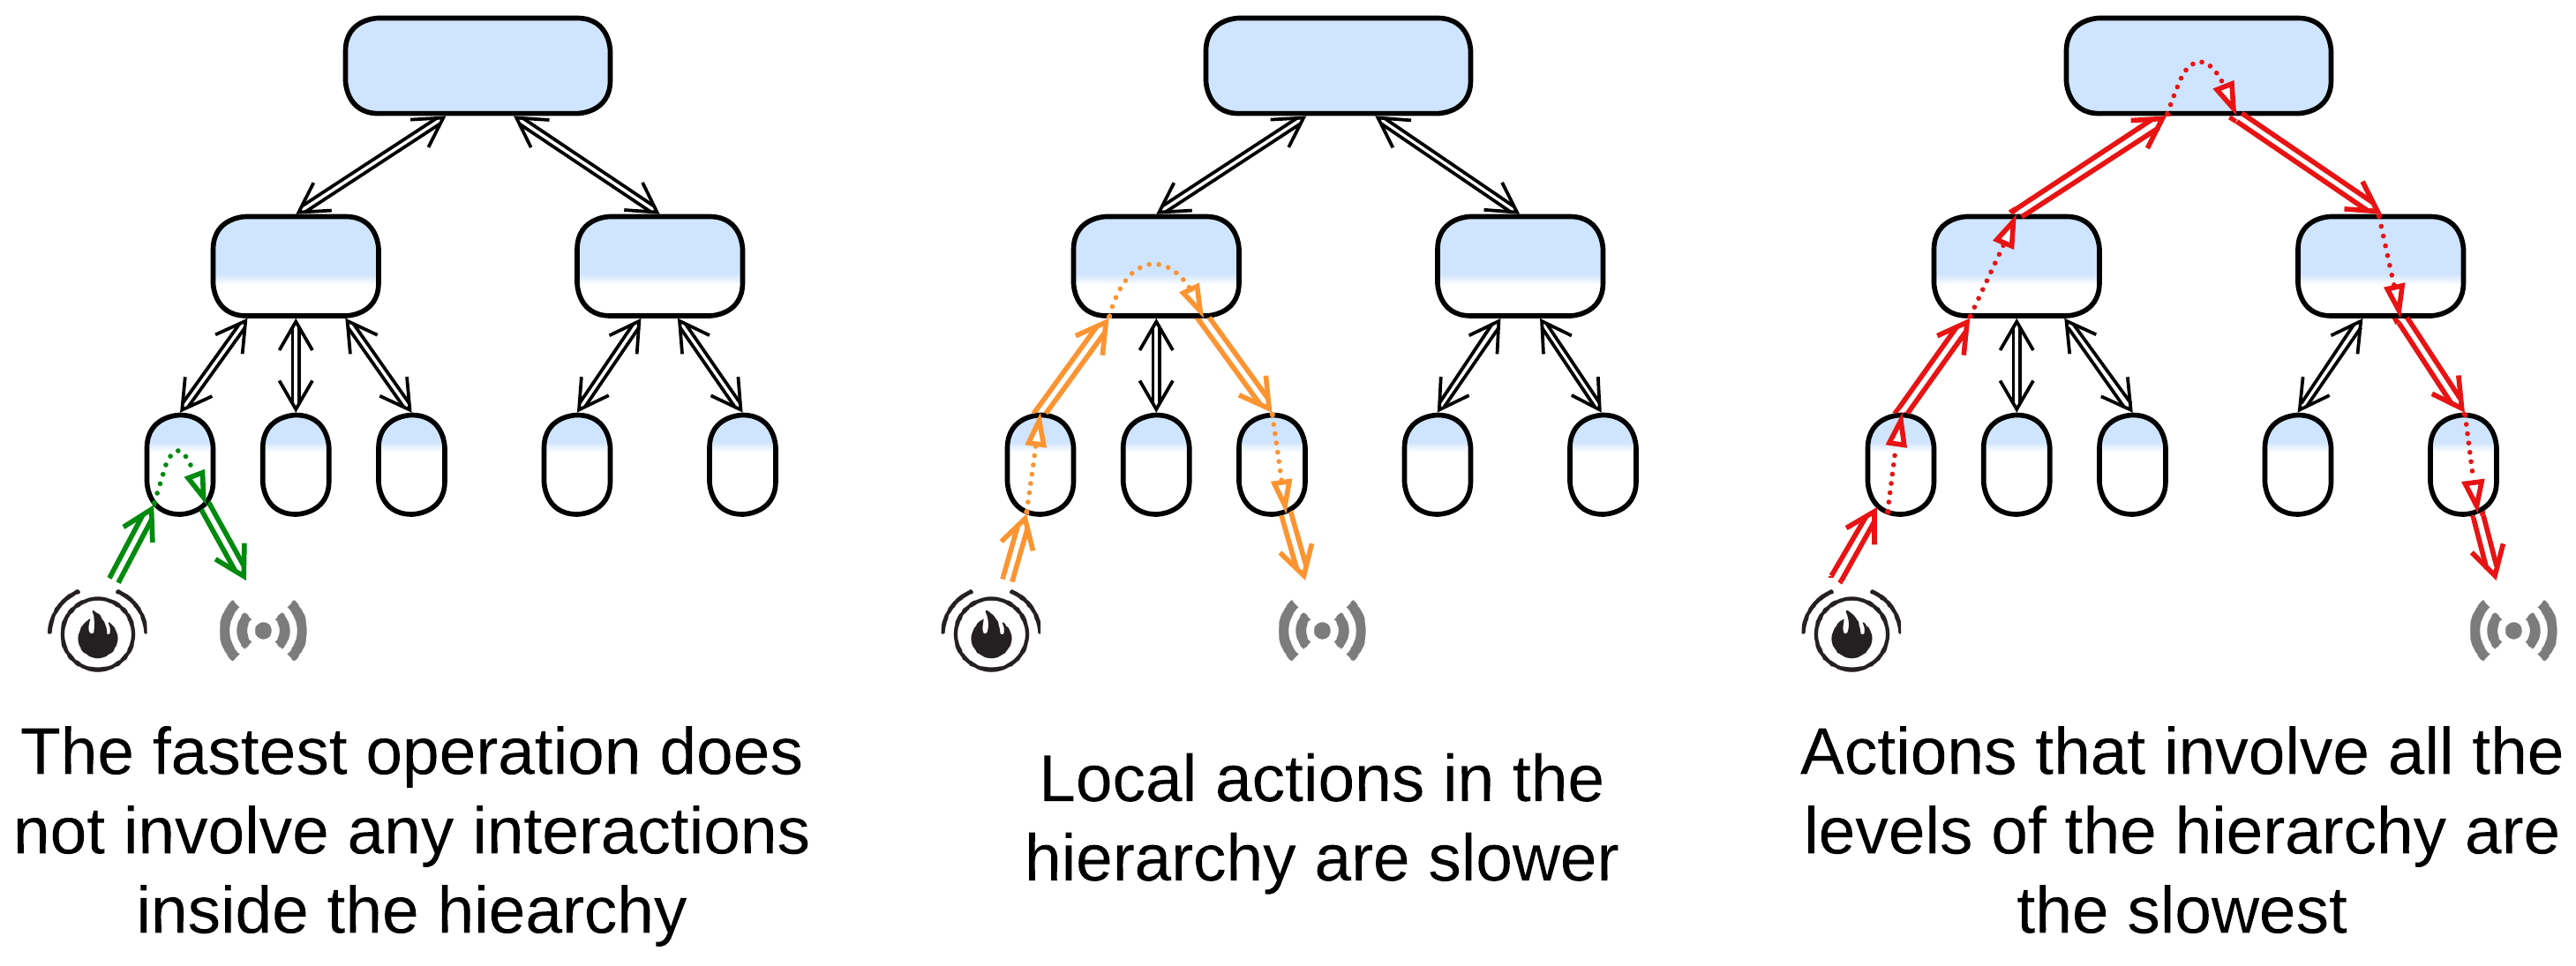 The fastest operation does
not involve any interactions
inside the hiearchy
Local actions in the
hierarchy are slower
Actions that involve all the
levels of the hierarchy are
the slowest